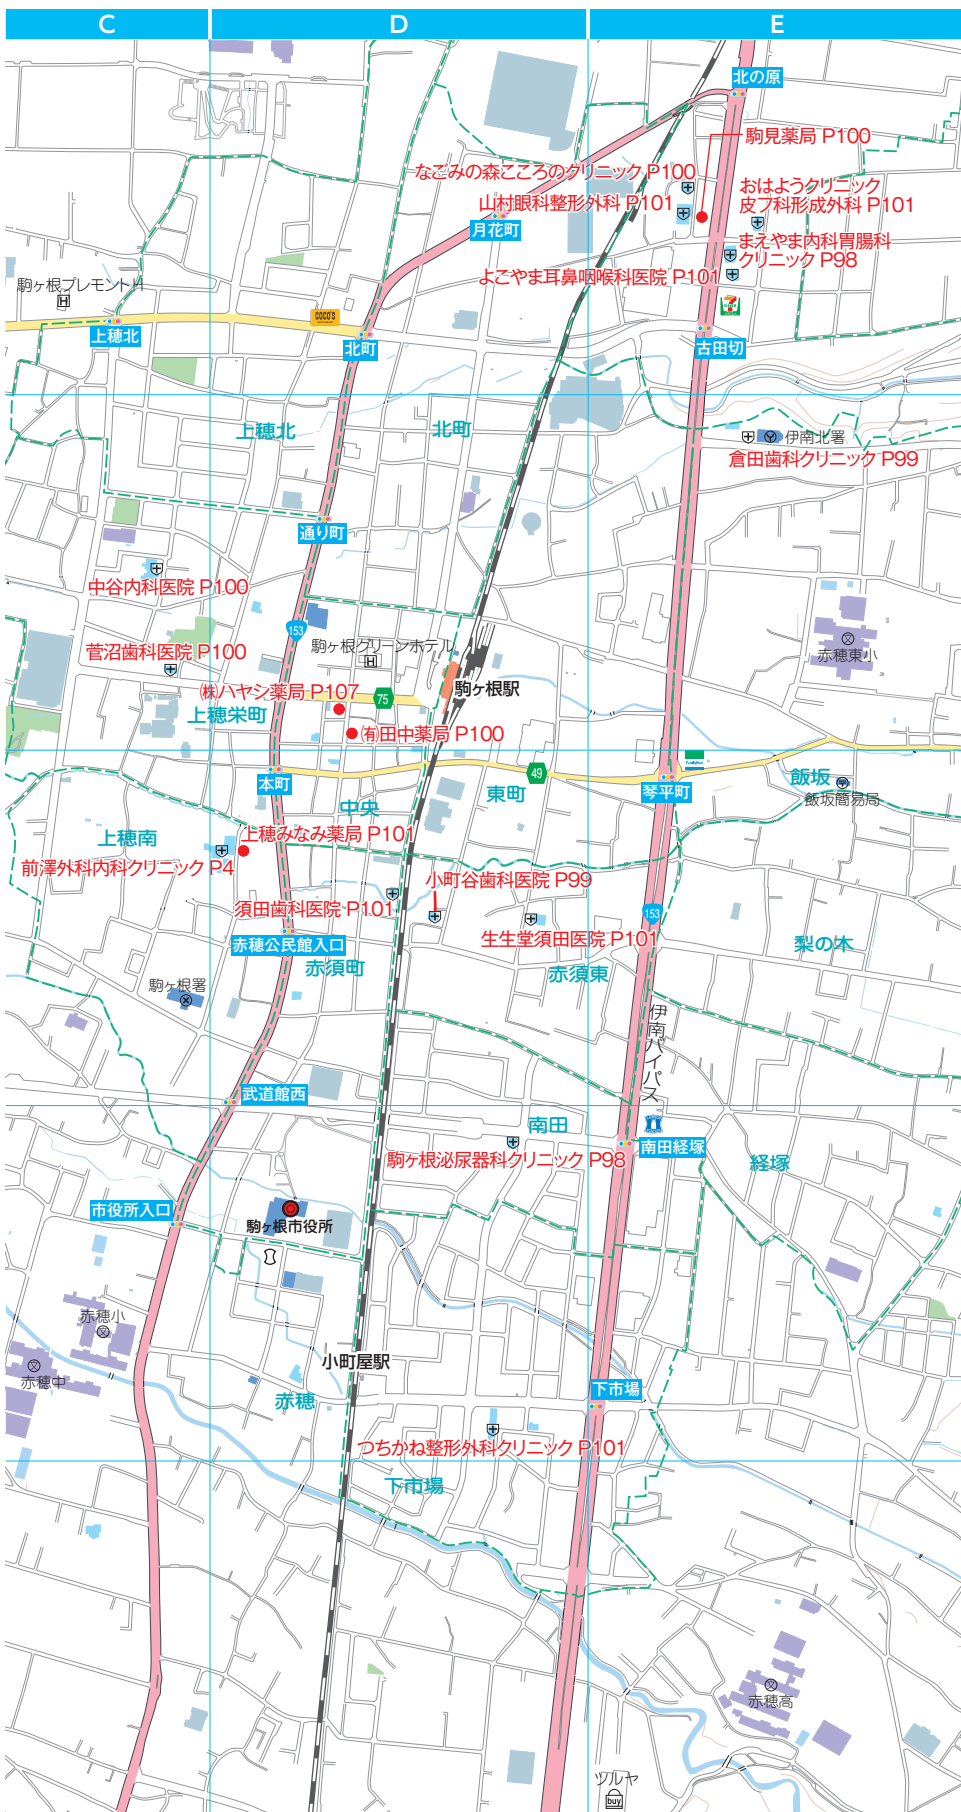 C
D
E
北の原
駒見薬局 P100
なごみの森こころのクリニック P100
おはようクリニック
皮フ科形成外科 P101
山村眼科整形外科 P101
月花町
まえやま内科胃腸科
クリニック P98
よこやま耳鼻咽喉科医院 P101
駒ヶ根プレモントH
H
COCO'S
7
上穂北
北町
古田切
上穂北
北町
伊南北署
倉田歯科クリニック P99
通り町
中谷内科医院 P100
153
駒ヶ根グリーンホテル
H
赤穂東小
菅沼歯科医院 P100
駒ヶ根駅
㈱ハヤシ薬局 P107
75
上穂栄町
㈲田中薬局 P100
本町
49
琴平町
FamilyMart
飯坂
飯坂簡易局
東町
中央
上穂南
上穂みなみ薬局 P101
前澤外科内科クリニック P4
小町谷歯科医院 P99
須田歯科医院 P101
153
生生堂須田医院 P101
赤穂公民館入口
赤須町
赤須東
梨の木
駒ヶ根署
伊南バイパス
武道館西
南田
南田経塚
駒ヶ根泌尿器科クリニック P98
経塚
市役所入口
駒ヶ根市役所
赤穂小
文
小町屋駅
赤穂中
文
赤穂
下市場
つちかね整形外科クリニック P101
下市場
文
赤穂高
ツルヤ
buy